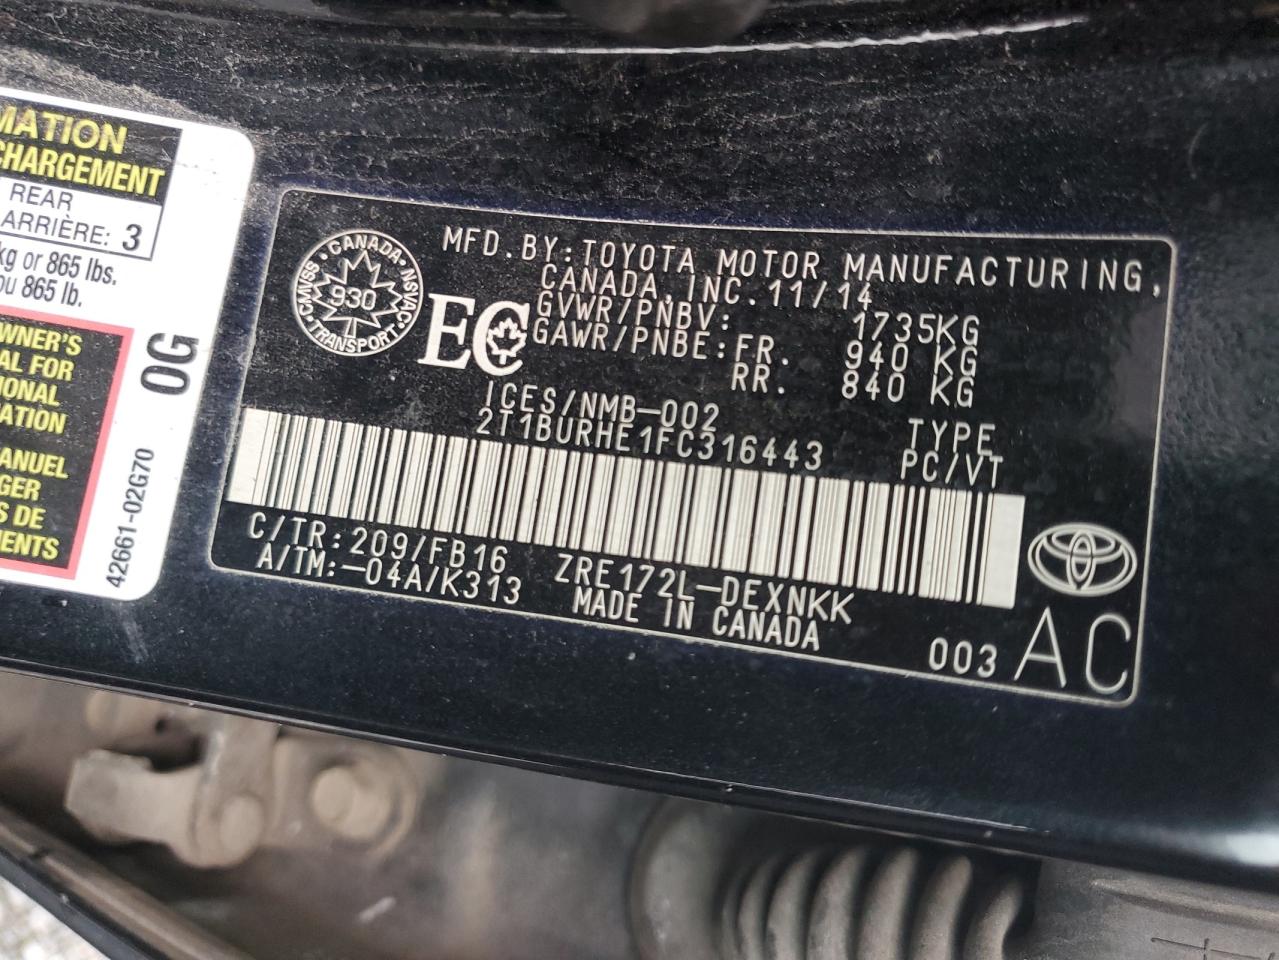 MATION
CHARGEMENT
REAR
ARRIÈRE: 3
kg or 865 lbs.
ou 865 lb.
OWNER'S
AL FOR
IONAL
ATION
MANUEL
GER
S DE
MENTS
42661-02G70
0G
CANADA · NSVAC · TRANSPORT · CMVSS
930
EC
MFD.BY:TOYOTA MOTOR MANUFACTURING,
CANADA,INC.11/14
GVWR/PNBV: 1735KG
GAWR/PNBE:FR. 940 KG
RR. 840 KG
ICES/NMB-002
2T1BURHE1FC316443
TYPE
PC/VT
C/TR:209/FB16 ZRE172L-DEXNKK
A/TM:-04A/K313 MADE IN CANADA
003 AC